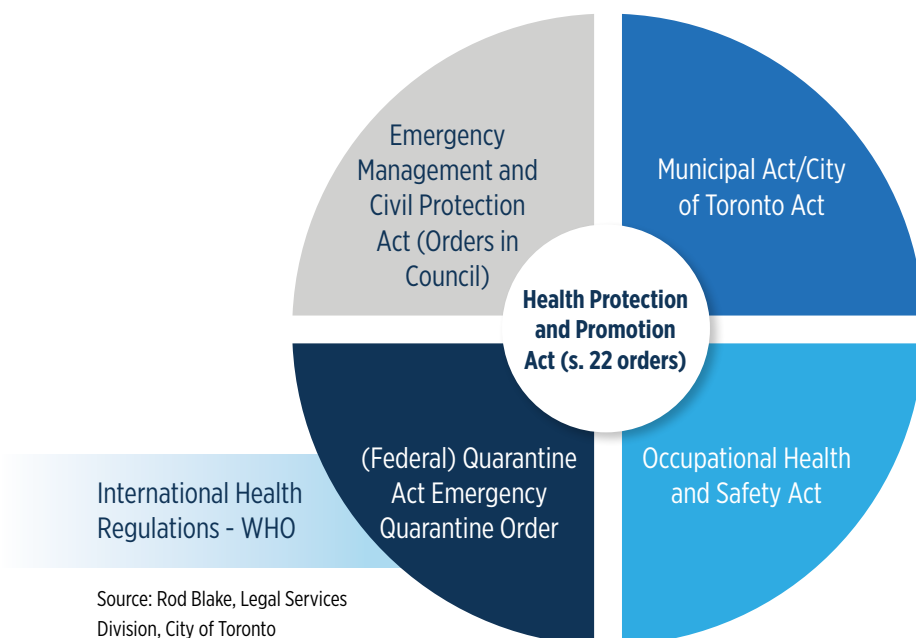 Emergency
Management and
Civil Protection
Act (Orders in
Council)
Municipal Act/City
of Toronto Act
Health Protection
and Promotion
Act (s. 22 orders)
(Federal) Quarantine
Act Emergency
Quarantine Order
Occupational Health
and Safety Act
International Health
Regulations - WHO
Source: Rod Blake, Legal Services
Division, City of Toronto